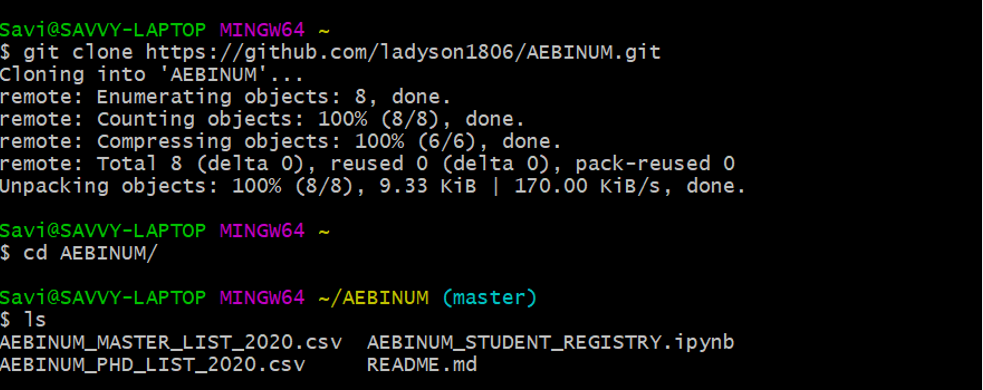 Savi@SAVVY-LAPTOP MINGW64 ~
$ git clone https://github.com/ladyson1806/AEBINUM.git
Cloning into 'AEBINUM'...
remote: Enumerating objects: 8, done.
remote: Counting objects: 100% (8/8), done.
remote: Compressing objects: 100% (6/6), done.
remote: Total 8 (delta 0), reused 0 (delta 0), pack-reused 0
Unpacking objects: 100% (8/8), 9.33 KiB | 170.00 KiB/s, done.
Savi@SAVVY-LAPTOP MINGW64 ~
$ cd AEBINUM/
Savi@SAVVY-LAPTOP MINGW64 ~/AEBINUM (master)
$ ls
AEBINUM_MASTER_LIST_2020.csv  AEBINUM_STUDENT_REGISTRY.ipynb
AEBINUM_PHD_LIST_2020.csv     README.md